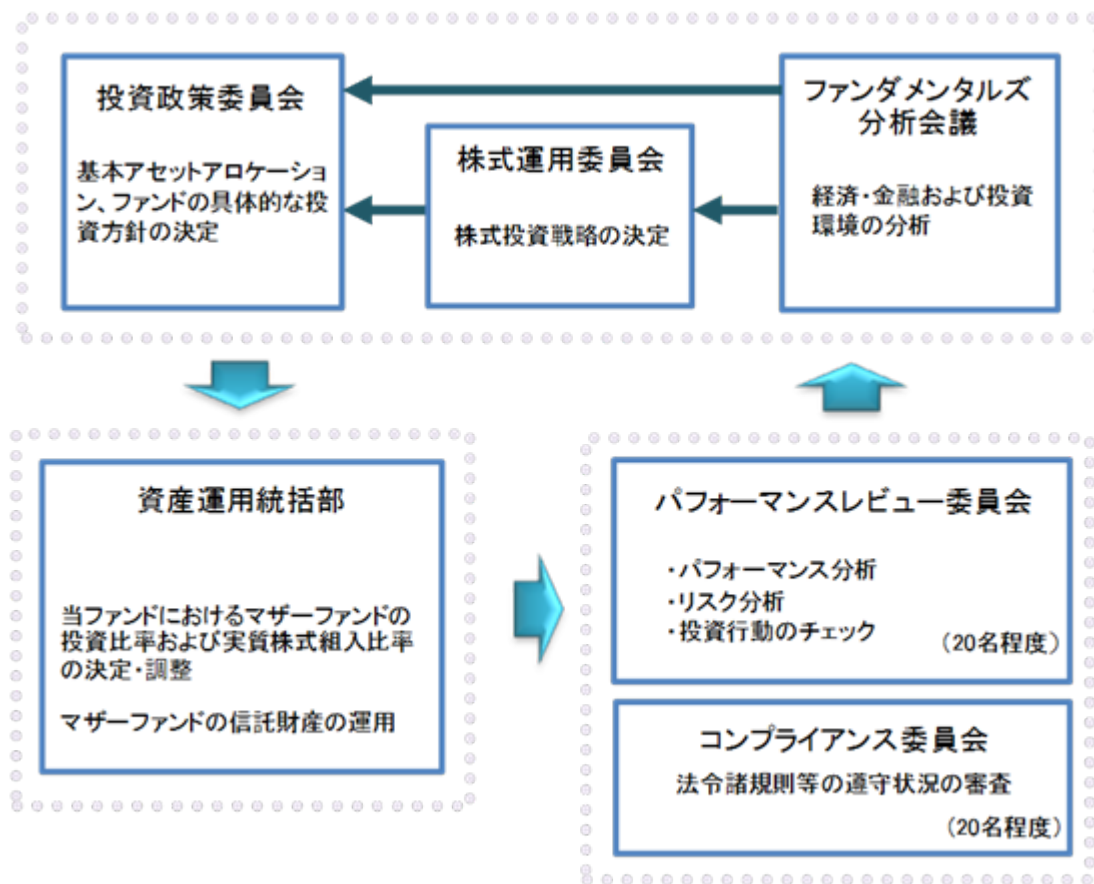 投資政策委員会
基本アセットアロケーショ
ン、ファンドの具体的な投
資方針の決定
株式運用委員会
株式投資戦略の決定
ファンダメンタルズ
分析会議
経済・金融および投資
環境の分析
資産運用統括部
当ファンドにおけるマザーファンドの
投資比率および実質株式組入比率
の決定・調整
マザーファンドの信託財産の運用
パフォーマンスレビュー委員会
・パフォーマンス分析
・リスク分析
・投資行動のチェック
(20名程度)
コンプライアンス委員会
法令諸規則等の遵守状況の審査
(20名程度)